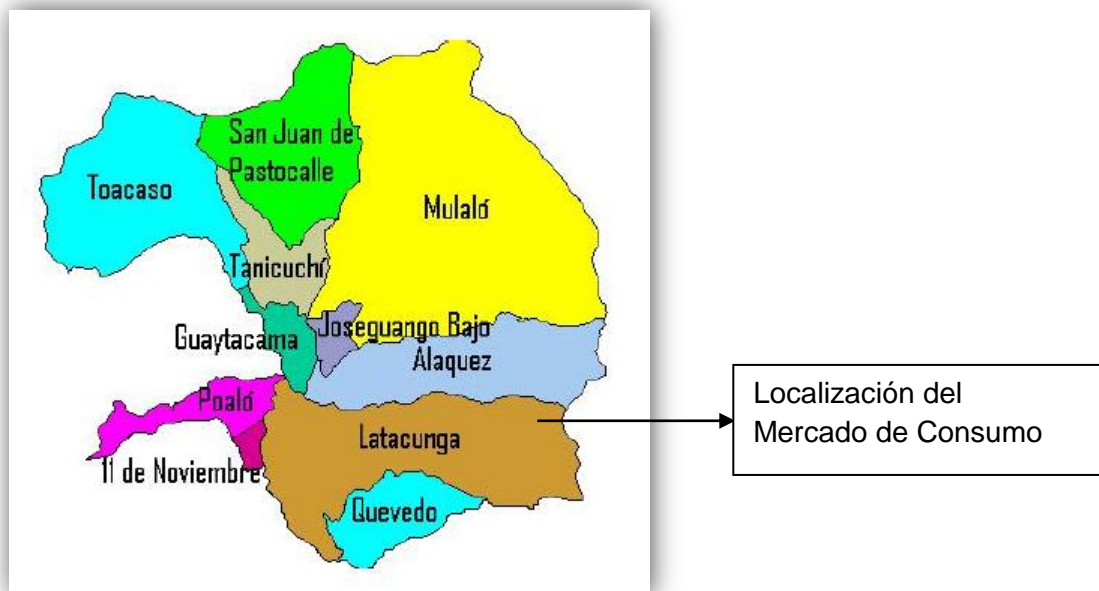 San Juan de
Pastocalle
Toacaso
Mulaló
Tanicuchí
Guaytacama
Joseguango Bajo
Alaquez
Poaló
Latacunga
11 de Noviembre
Quevedo
Localización del
Mercado de Consumo